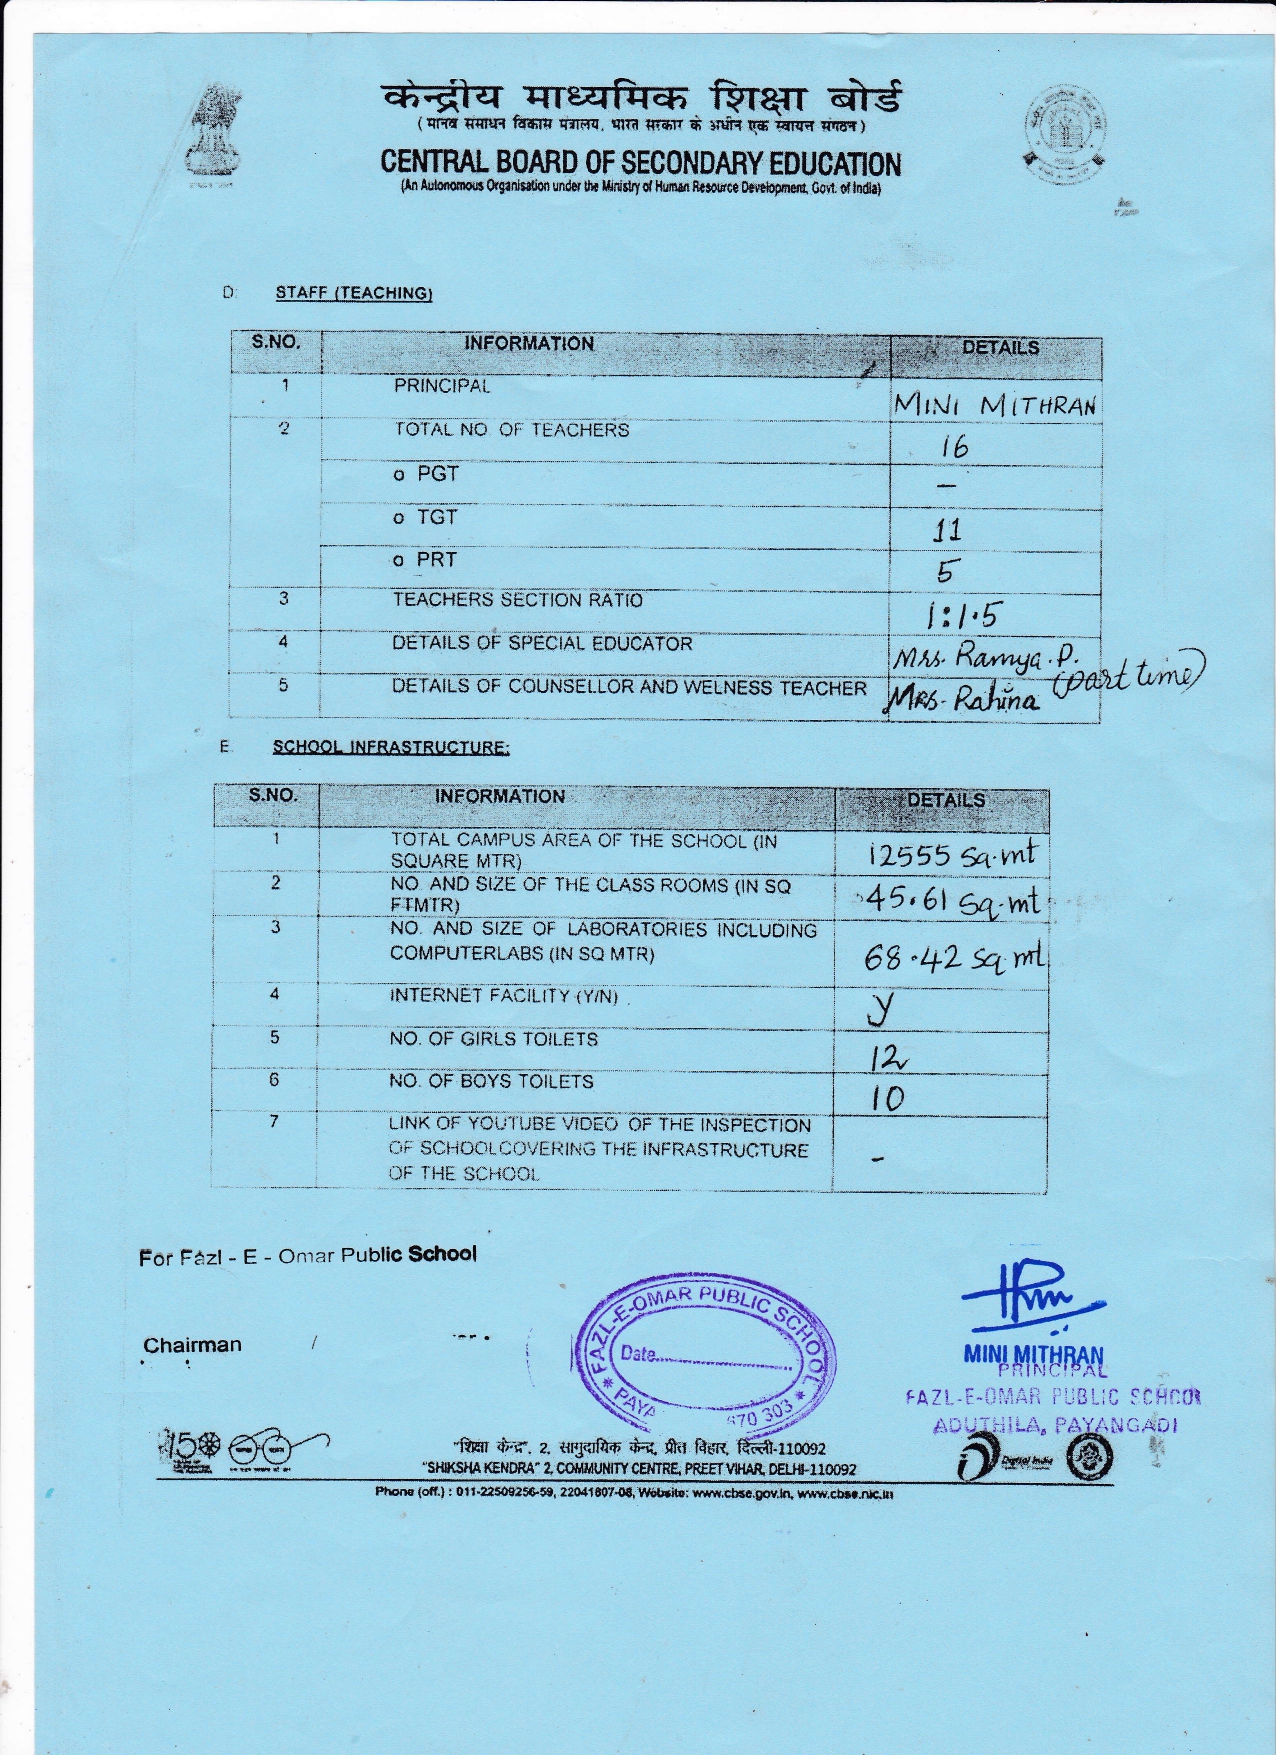 केन्द्रीय माध्यमिक शिक्षा बोर्ड
(मानव संसाधन विकास मंत्रालय, भारत सरकार के अधीन एक स्वायत्त संगठन)
CENTRAL BOARD OF SECONDARY EDUCATION
(An Autonomous Organisation under the Ministry of Human Resource Development, Govt. of India)
D. STAFF (TEACHING)
S.NO. INFORMATION DETAILS
1 PRINCIPAL MINI MITHRAN
2 TOTAL NO OF TEACHERS 16
o PGT –
o TGT 11
o PRT 5
3 TEACHERS SECTION RATIO 1:1.5
4 DETAILS OF SPECIAL EDUCATOR Mrs. Ramya.P. (part time)
5 DETAILS OF COUNSELLOR AND WELNESS TEACHER MRS. Rahina
E. SCHOOL INFRASTRUCTURE:
S.NO. INFORMATION DETAILS
1 TOTAL CAMPUS AREA OF THE SCHOOL (IN
SQUARE MTR) 12555 sq.mt
2 NO. AND SIZE OF THE CLASS ROOMS (IN SQ
FTMTR) 45.61 sq.mt
3 NO. AND SIZE OF LABORATORIES INCLUDING
COMPUTERLABS (IN SQ MTR) 68.42 sq mt
4 INTERNET FACILITY (Y/N) y
5 NO. OF GIRLS TOILETS 12
6 NO. OF BOYS TOILETS 10
7 LINK OF YOUTUBE VIDEO OF THE INSPECTION
OF SCHOOLCOVERING THE INFRASTRUCTURE
OF THE SCHOOL -
For Fazl - E - Omar Public School
Chairman
FAZL-E-OMAR PUBLIC SCHOOL
Date
* PAYA 670 303 *
MINI MITHRAN
PRINCIPAL
FAZL-E-OMAR PUBLIC SCHOOL
ADUTHILA, PAYANGADI
150
Digital India
"शिक्षा केन्द्र", 2, सामुदायिक केन्द्र, प्रीत विहार, दिल्ली-110092
"SHIKSHA KENDRA" 2, COMMUNITY CENTRE, PREET VIHAR, DELHI-110092
Phone (off.) : 011-22509256-59, 22041807-08, Website: www.cbse.gov.in, www.cbse.nic.in